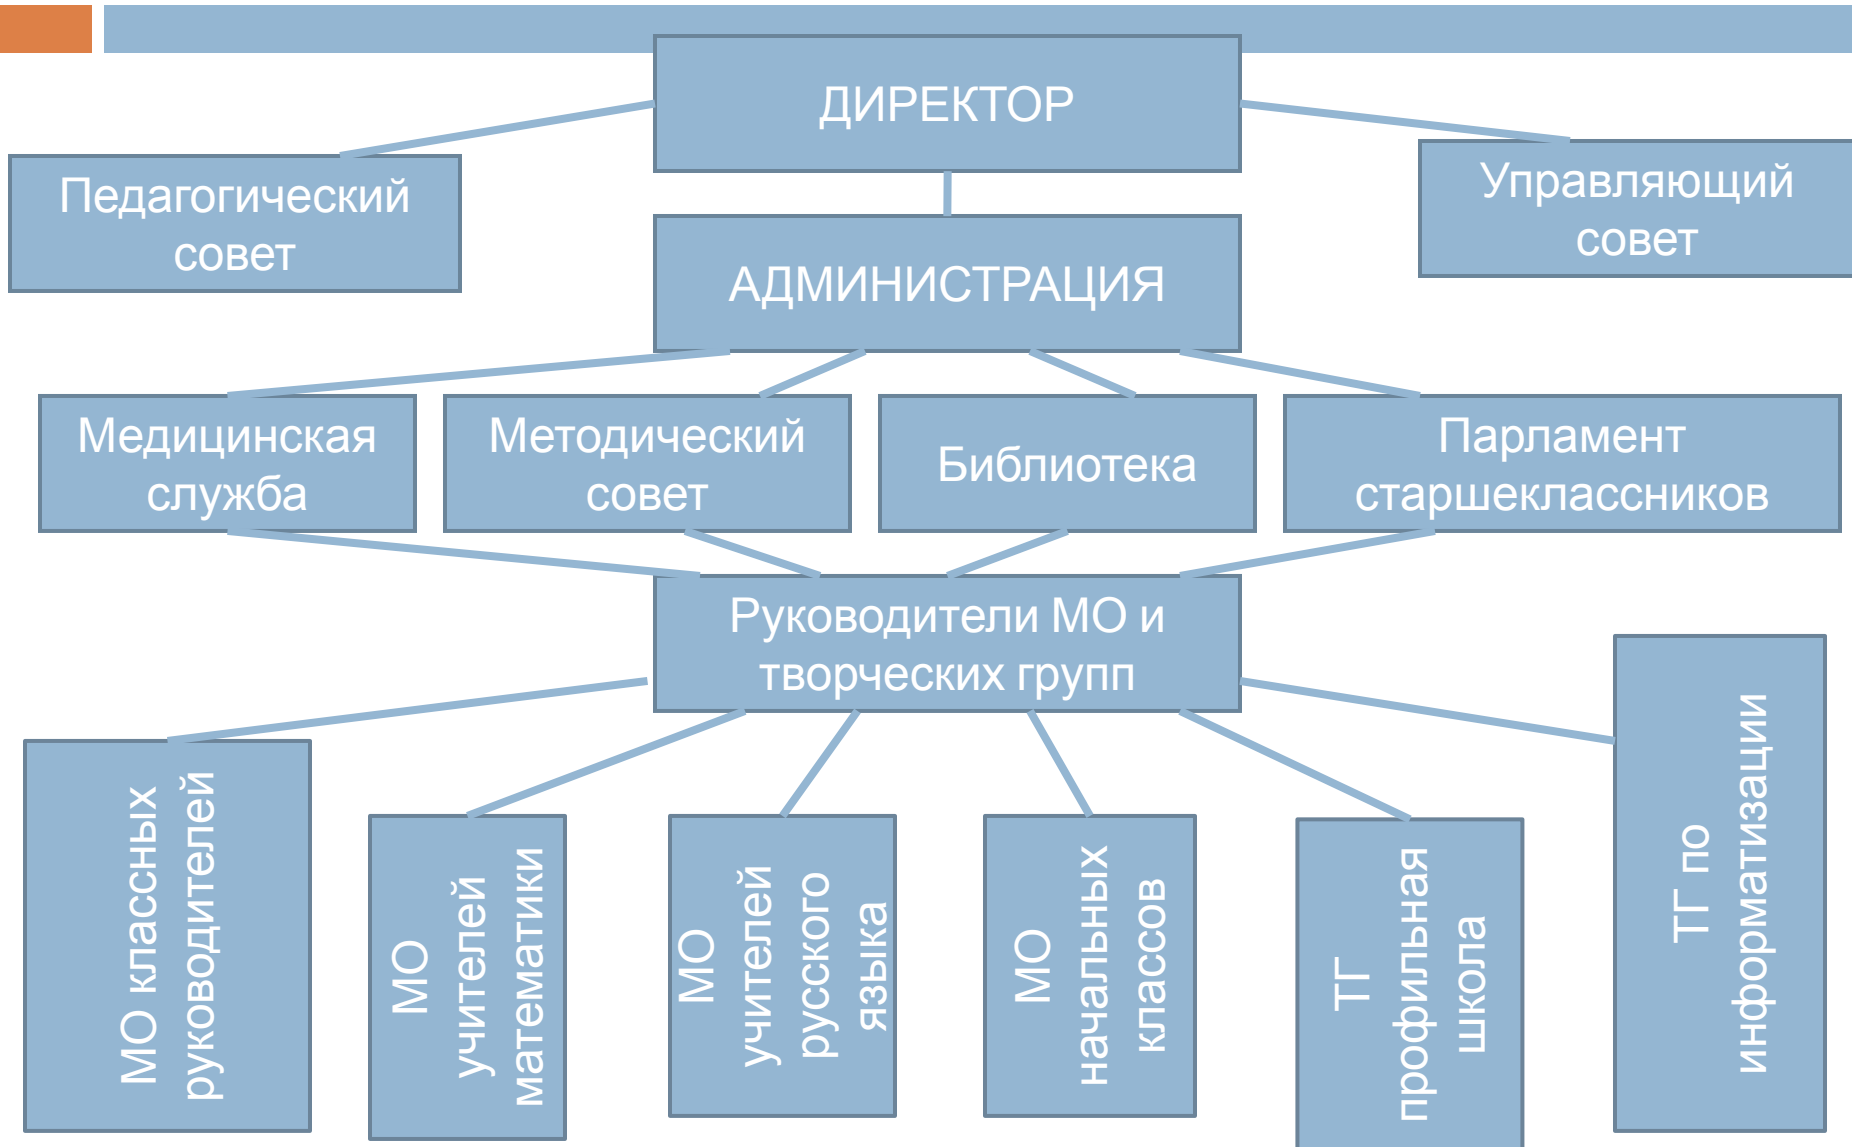 ДИРЕКТОР
Педагогический
совет
Управляющий
совет
АДМИНИСТРАЦИЯ
Медицинская
служба
Методический
совет
Библиотека
Парламент
старшеклассников
Руководители МО и
творческих групп
МО классных
руководителей
МО
учителей
математики
МО
учителей
русского
языка
МО
начальных
классов
ТГ
профильная
школа
ТГ по
информатизации